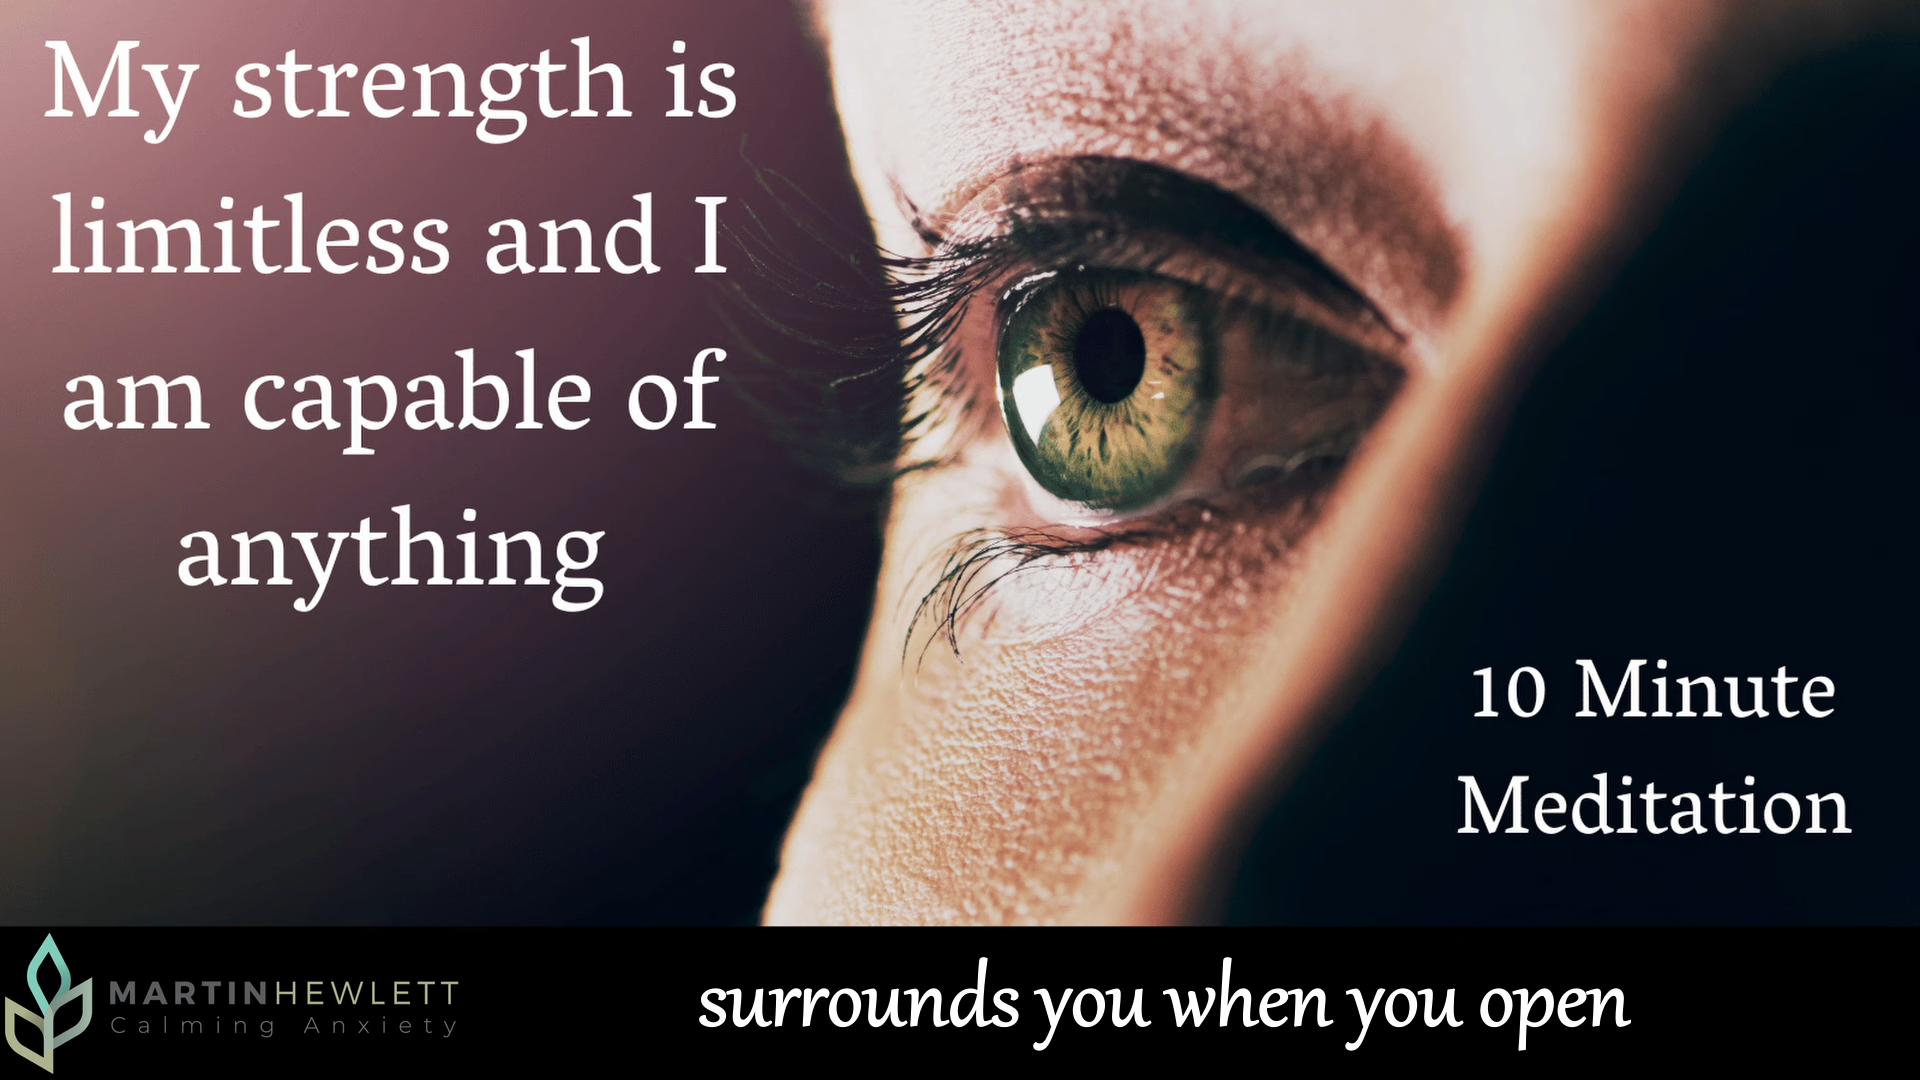 My strength is
limitless and I
am capable of
anything
10 Minute
Meditation
MARTINHEWLETT
Calming Anxiety
surrounds you when you open